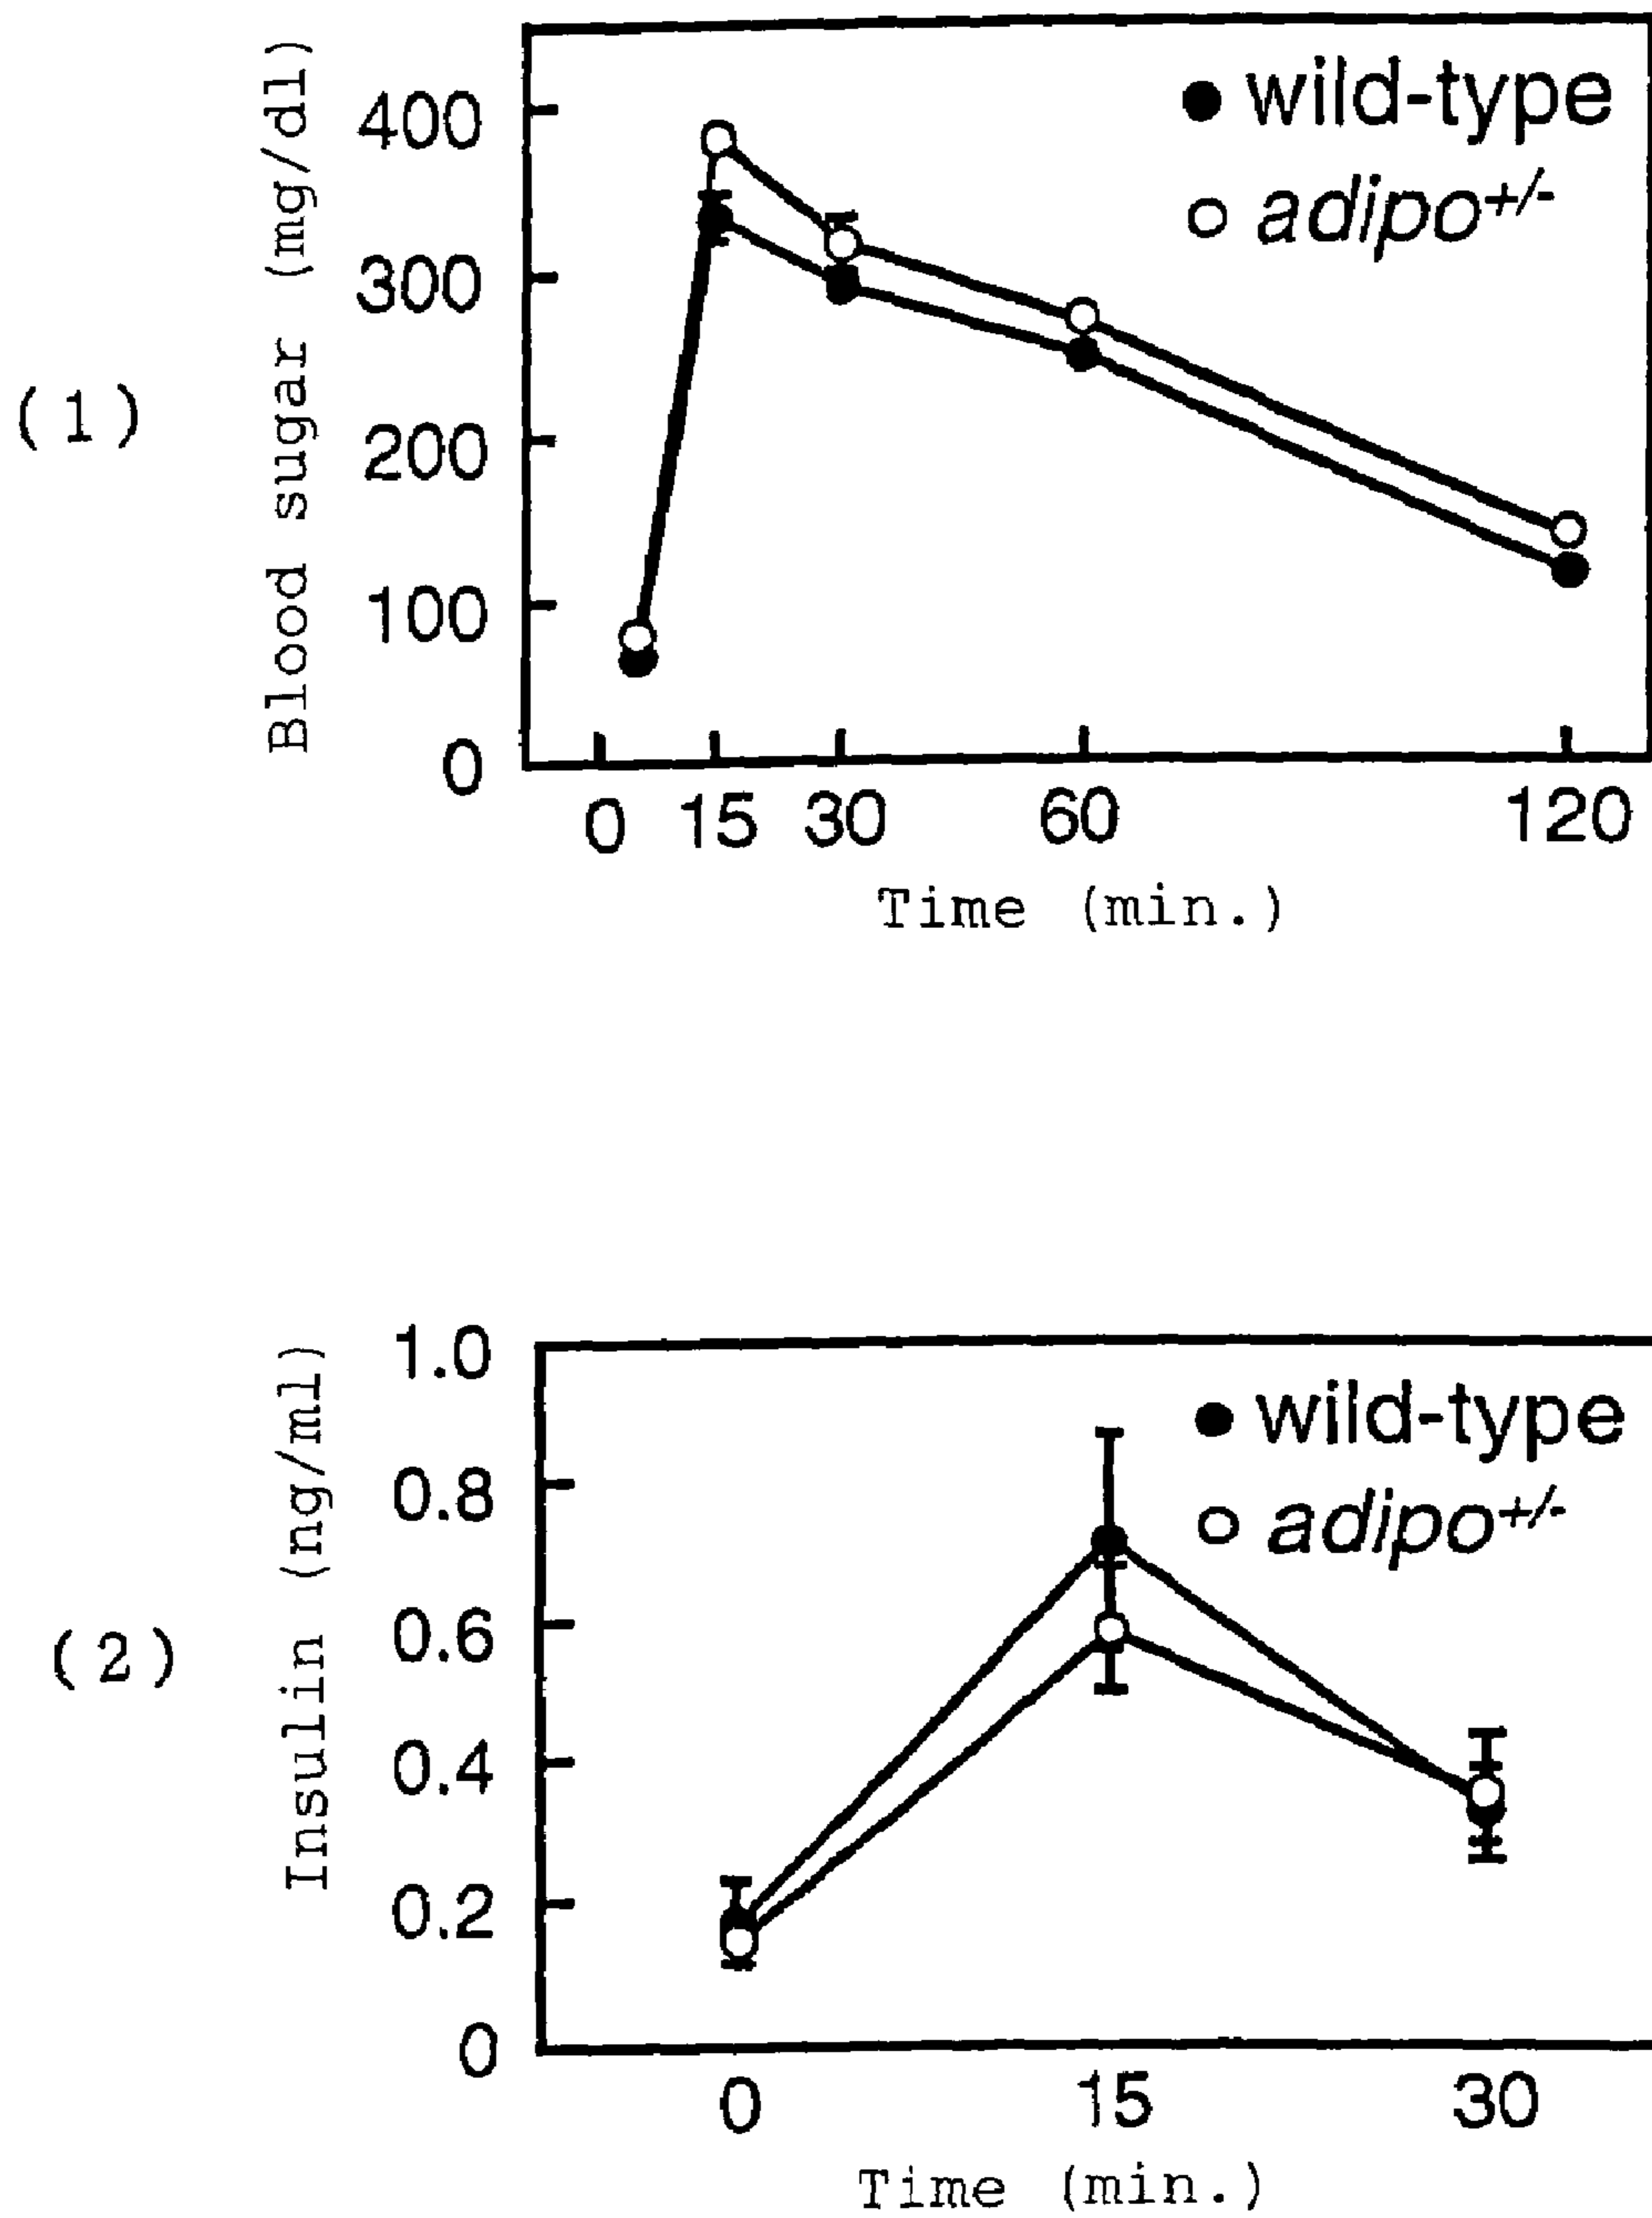 (1)
Blood sugar (mg/dl)
400
300
200
100
0
● wild-type
○ adipo+/-
0 15 30 60 120
Time (min.)
(2)
Insulin (ng/ml)
1.0
0.8
0.6
0.4
0.2
0
● wild-type
○ adipo+/-
0 15 30
Time (min.)